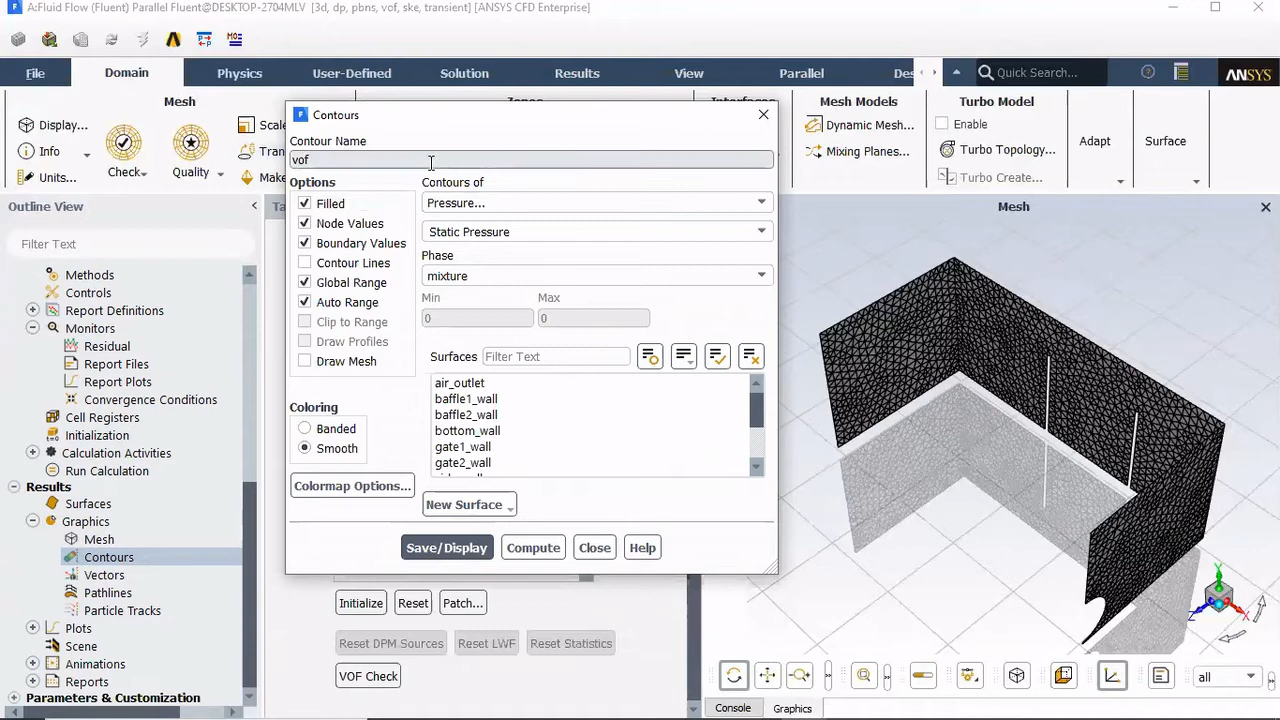 A:Fluid Flow (Fluent) Parallel Fluent@DESKTOP-2704MLV [3d, dp, pbns, vof, ske, transient] [ANSYS CFD Enterprise]
File Domain Physics User-Defined Solution Results View Parallel Quick Search... ANSYS
Mesh
Display...
Info
Units...
Check
Quality
Mesh Models
Dynamic Mesh...
Mixing Planes...
Turbo Model
Enable
Turbo Topology...
Turbo Create...
Adapt
Surface
Outline View
Filter Text
Methods
Controls
Report Definitions
Monitors
Residual
Report Files
Report Plots
Convergence Conditions
Cell Registers
Initialization
Calculation Activities
Run Calculation
Results
Surfaces
Graphics
Mesh
Contours
Vectors
Pathlines
Particle Tracks
Plots
Scene
Animations
Reports
Parameters & Customization
Contours
Contour Name
vof
Options
Filled
Node Values
Boundary Values
Contour Lines
Global Range
Auto Range
Clip to Range
Draw Profiles
Draw Mesh
Coloring
Banded
Smooth
Colormap Options...
Contours of
Pressure...
Static Pressure
Phase
mixture
Min Max
0 0
Surfaces Filter Text
air_outlet
baffle1_wall
baffle2_wall
bottom_wall
gate1_wall
gate2_wall
New Surface
Save/Display Compute Close Help
Initialize Reset Patch...
Reset DPM Sources Reset LWF Reset Statistics
VOF Check
Mesh
Y
Z
X
all
Console Graphics